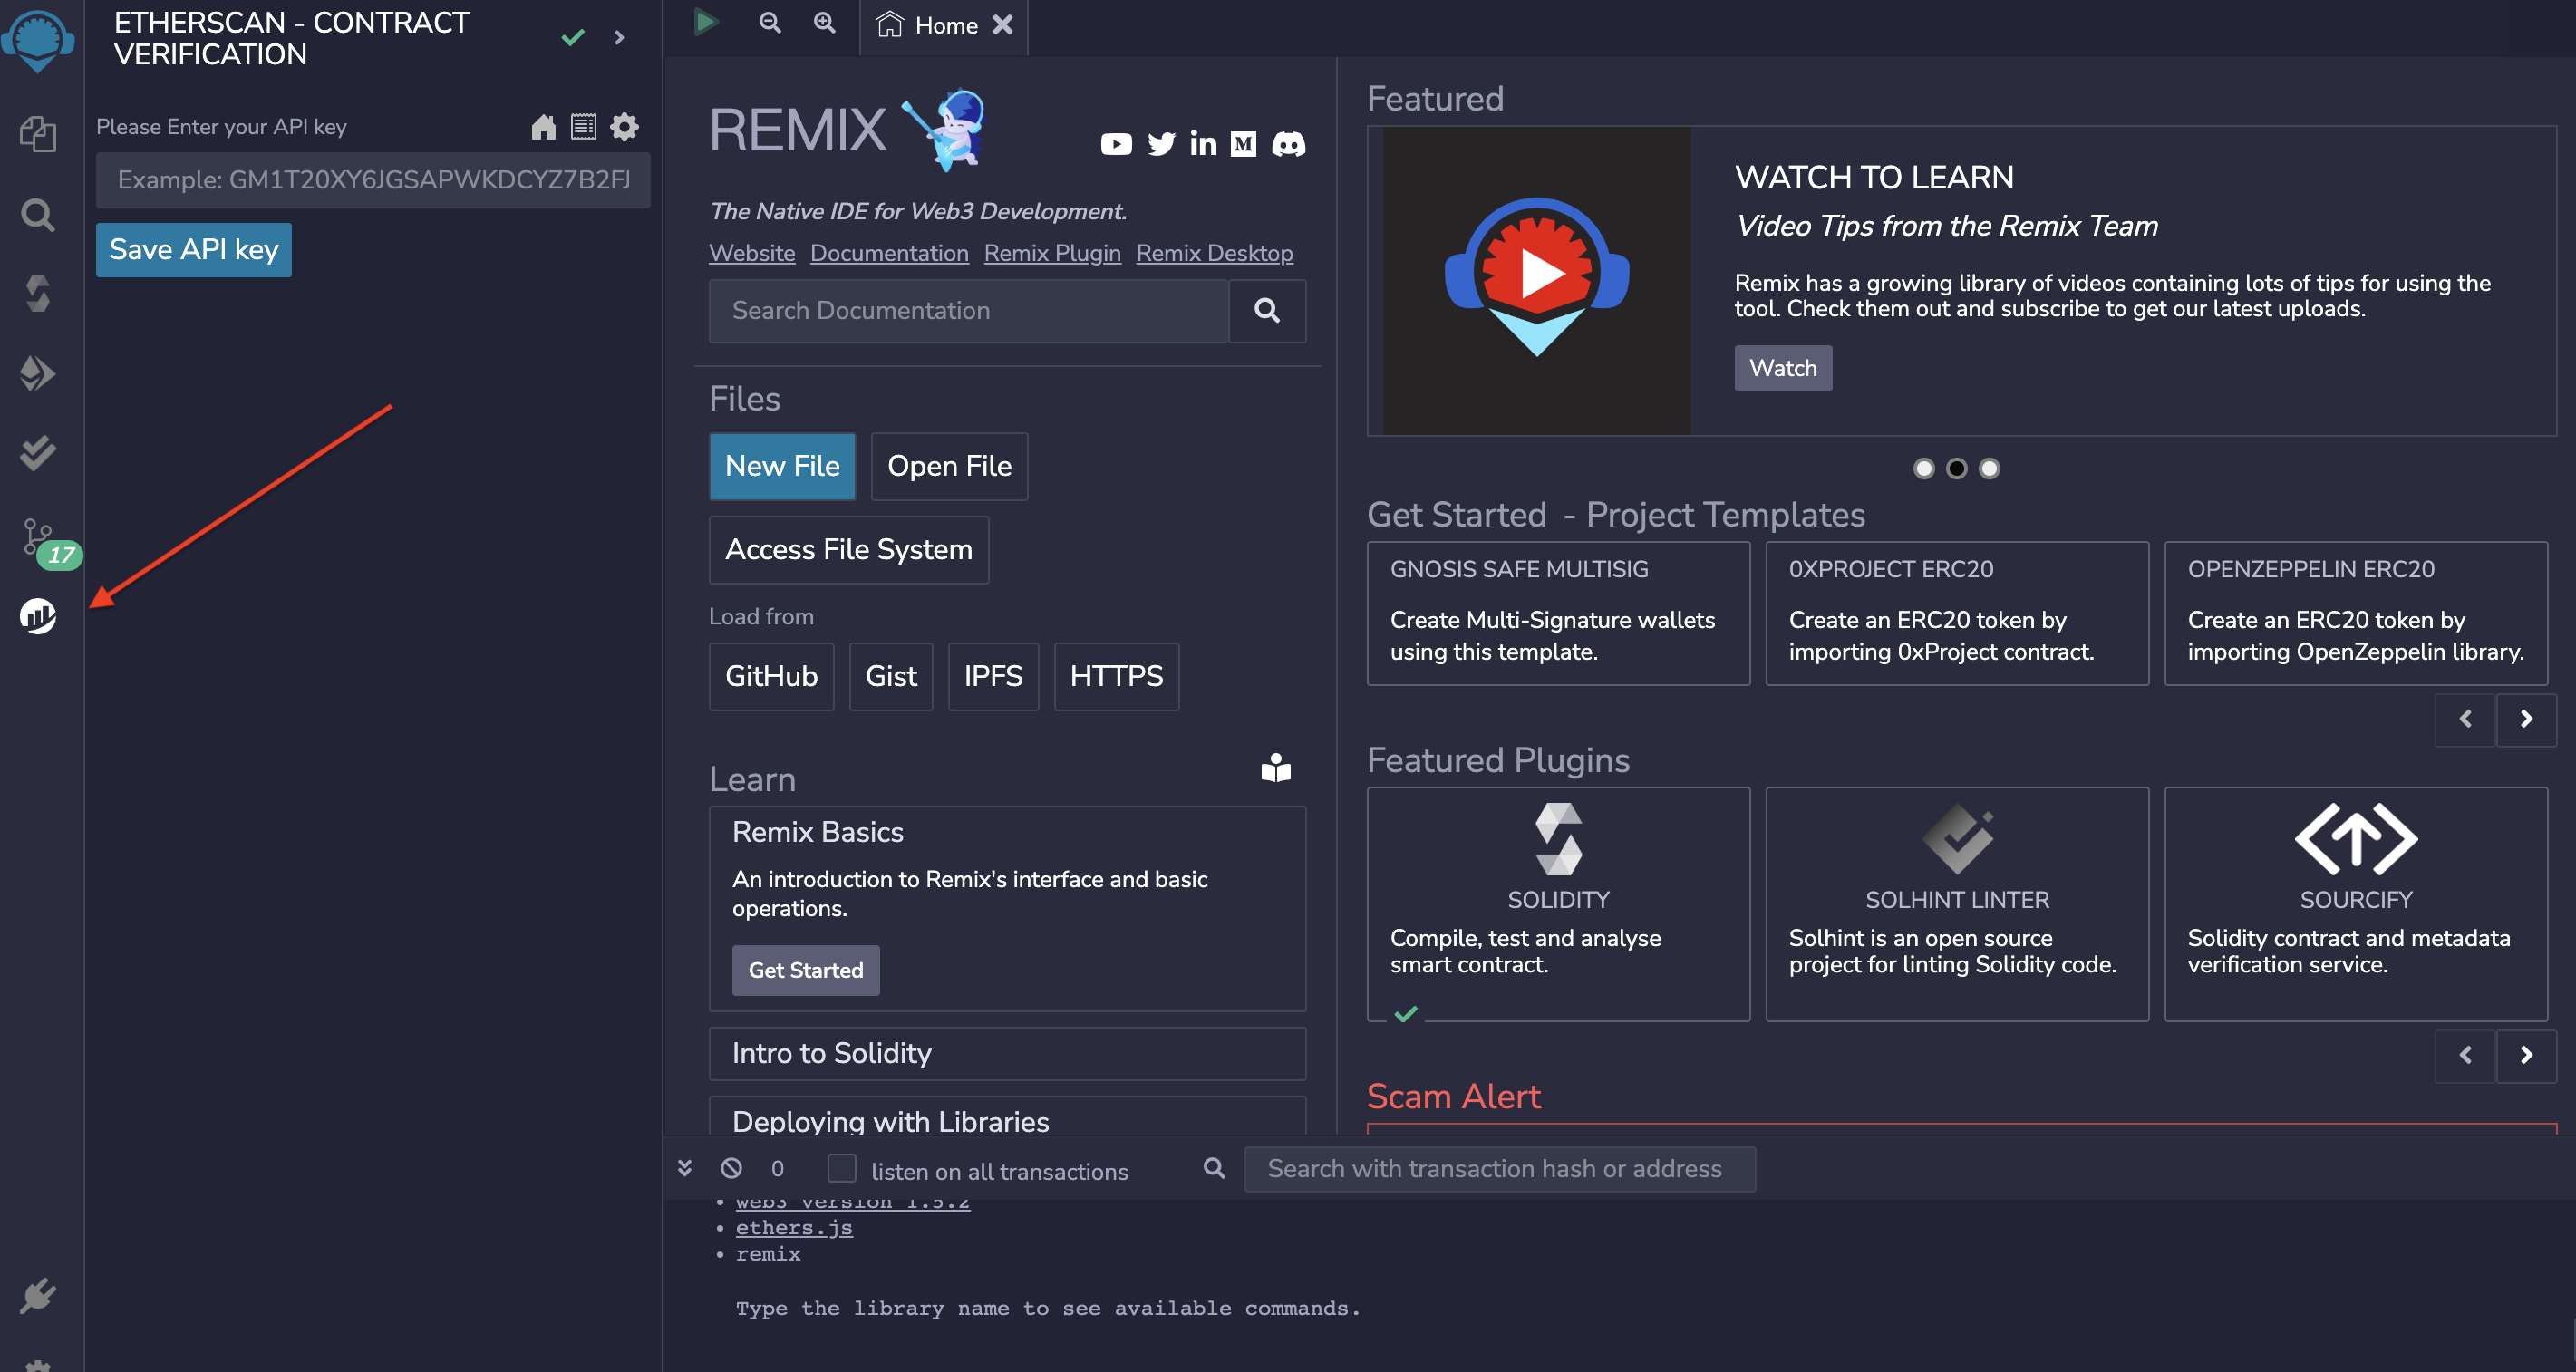 ETHERSCAN - CONTRACT
VERIFICATION
Please Enter your API key
Example: GM1T20XY6JGSAPWKDCYZ7B2FJ
Save API key
17
Home
REMIX
The Native IDE for Web3 Development.
Website Documentation Remix Plugin Remix Desktop
Search Documentation
Files
New File
Open File
Access File System
Load from
GitHub
Gist
IPFS
HTTPS
Learn
Remix Basics
An introduction to Remix's interface and basic
operations.
Get Started
Intro to Solidity
Deploying with Libraries
Featured
WATCH TO LEARN
Video Tips from the Remix Team
Remix has a growing library of videos containing lots of tips for using the
tool. Check them out and subscribe to get our latest uploads.
Watch
Get Started - Project Templates
GNOSIS SAFE MULTISIG
Create Multi-Signature wallets
using this template.
0XPROJECT ERC20
Create an ERC20 token by
importing 0xProject contract.
OPENZEPPELIN ERC20
Create an ERC20 token by
importing OpenZeppelin library.
Featured Plugins
SOLIDITY
Compile, test and analyse
smart contract.
SOLHINT LINTER
Solhint is an open source
project for linting Solidity code.
SOURCIFY
Solidity contract and metadata
verification service.
Scam Alert
0
listen on all transactions
Search with transaction hash or address
• web3 version 1.5.2
• ethers.js
• remix
Type the library name to see available commands.